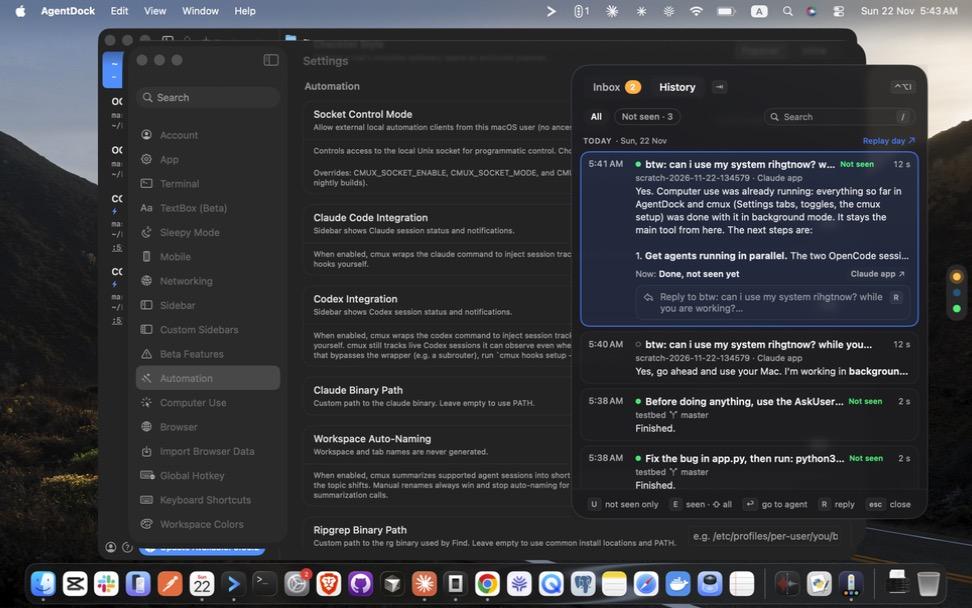 AgentDock Edit View Window Help
1
A
Sun 22 Nov 5:43 AM
Settings
Search
Account
App
Terminal
Aa TextBox (Beta)
Sleepy Mode
Mobile
Networking
Sidebar
Custom Sidebars
Beta Features
Automation
Computer Use
Browser
Import Browser Data
Global Hotkey
Keyboard Shortcuts
Workspace Colors
Automation
Socket Control Mode
Allow external local automation clients from this macOS user (no ances
Controls access to the local Unix socket for programmatic control. Cho
Overrides: CMUX_SOCKET_ENABLE, CMUX_SOCKET_MODE, and CM
nightly builds).
Claude Code Integration
Sidebar shows Claude session status and notifications.
When enabled, cmux wraps the claude command to inject session trac
hooks yourself.
Codex Integration
Sidebar shows Codex session status and notifications.
When enabled, cmux wraps the codex command to inject session track
yourself. cmux still tracks live Codex sessions it can observe even whe
that bypasses the wrapper (e.g. a subrouter), run `cmux hooks setup -
Claude Binary Path
Custom path to the claude binary. Leave empty to use PATH.
Workspace Auto-Naming
Workspace and tab names are never generated.
When enabled, cmux summarizes supported agent sessions into short
the topic shifts. Manual renames always win and stop auto-naming for
summarization calls.
Ripgrep Binary Path
Custom path to the rg binary used by Find. Leave empty to use common install locations and PATH.
e.g. /etc/profiles/per-user/you/b
Inbox 2 History
All Not seen · 3 Search /
TODAY · Sun, 22 Nov Replay day ↗
5:41 AM btw: can i use my system rihgtnow? w... Not seen 12 s
scratch-2026-11-22-134579 · Claude app
Yes. Computer use was already running: everything so far in
AgentDock and cmux (Settings tabs, toggles, the cmux
setup) was done with it in background mode. It stays the
main tool from here. The next steps are:
1. Get agents running in parallel. The two OpenCode sessi...
Now: Done, not seen yet Claude app ↗
Reply to btw: can i use my system rihgtnow? while R
you are working?...
5:40 AM btw: can i use my system rihgtnow? while you... 12 s
scratch-2026-11-22-134579 · Claude app
Yes, go ahead and use your Mac. I'm working in backgroun...
5:38 AM Before doing anything, use the AskUser... Not seen 2 s
testbed master
Finished.
5:38 AM Fix the bug in app.py, then run: python3... Not seen 2 s
testbed master
Finished.
U not seen only E seen · ⇧ all ↩ go to agent R reply esc close
Sun
22
2